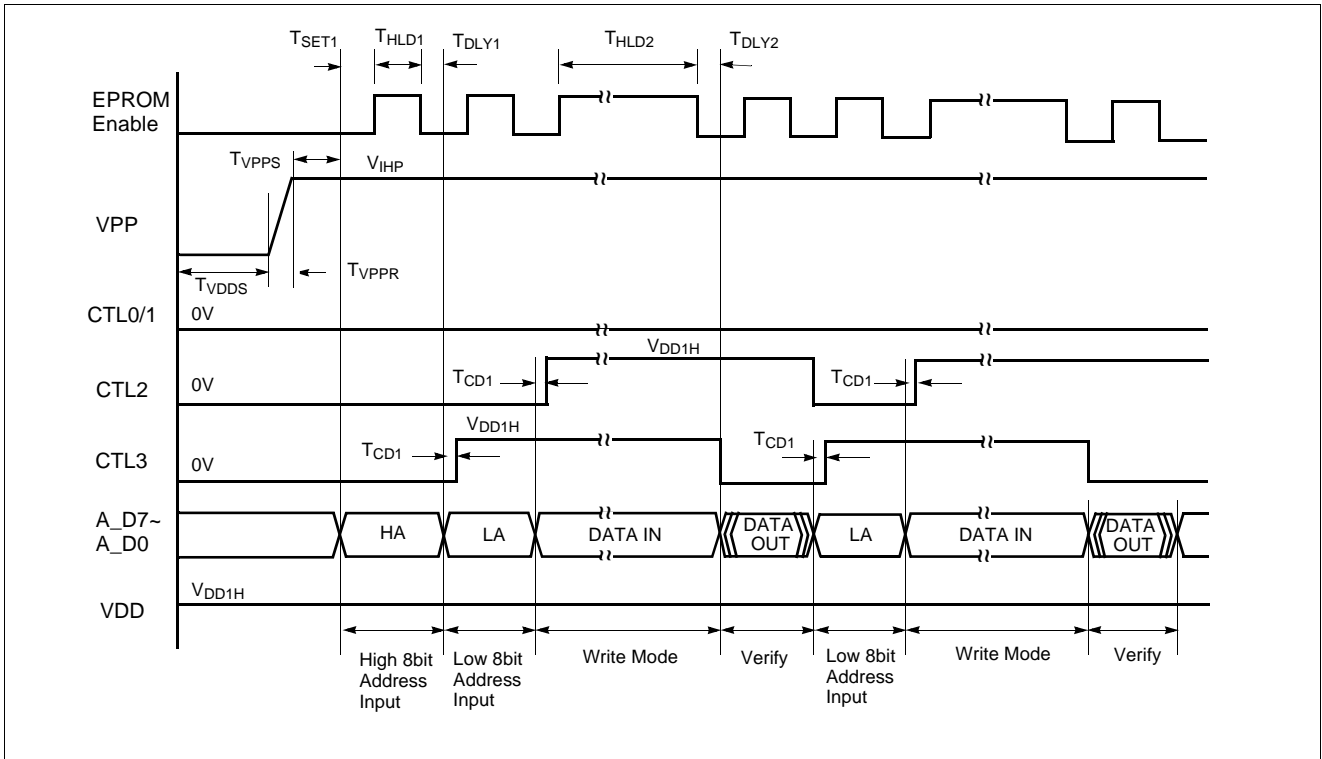 TSET1 THLD1 TDLY1 THLD2 TDLY2
EPROM
Enable
TVPPS VIHP
VPP
TVDDS TVPPR
CTL0/1 0V
VDD1H
CTL2 0V TCD1 TCD1
VDD1H
CTL3 0V TCD1 TCD1
A_D7~
A_D0
HA LA DATA IN DATA
OUT LA DATA IN DATA
OUT
VDD1H
VDD
High 8bit
Address
Input
Low 8bit
Address
Input
Write Mode
Verify
Low 8bit
Address
Input
Write Mode
Verify